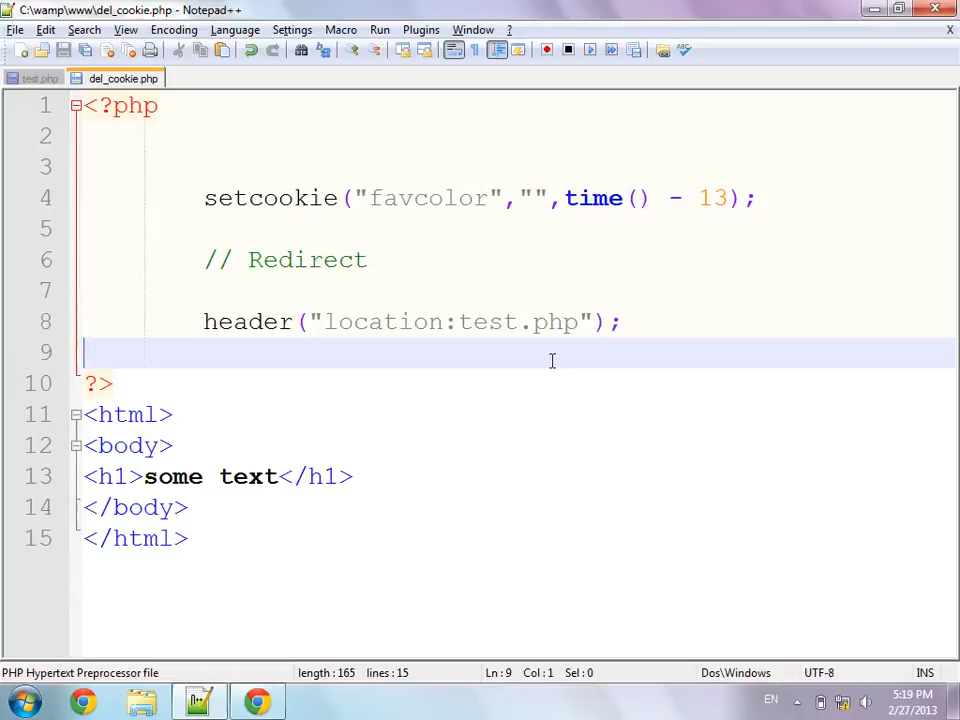 C:\wamp\www\del_cookie.php - Notepad++
File Edit Search View Encoding Language Settings Macro Run Plugins Window ? X
test.php del_cookie.php
1 <?php
2
3
4 setcookie("favcolor","",time() - 13);
5
6 // Redirect
7
8 header("location:test.php");
9
10 ?>
11 <html>
12 <body>
13 <h1>some text</h1>
14 </body>
15 </html>
PHP Hypertext Preprocessor file length : 165 lines : 15 Ln : 9 Col : 1 Sel : 0 Dos\Windows UTF-8 INS
EN 5:19 PM
2/27/2013